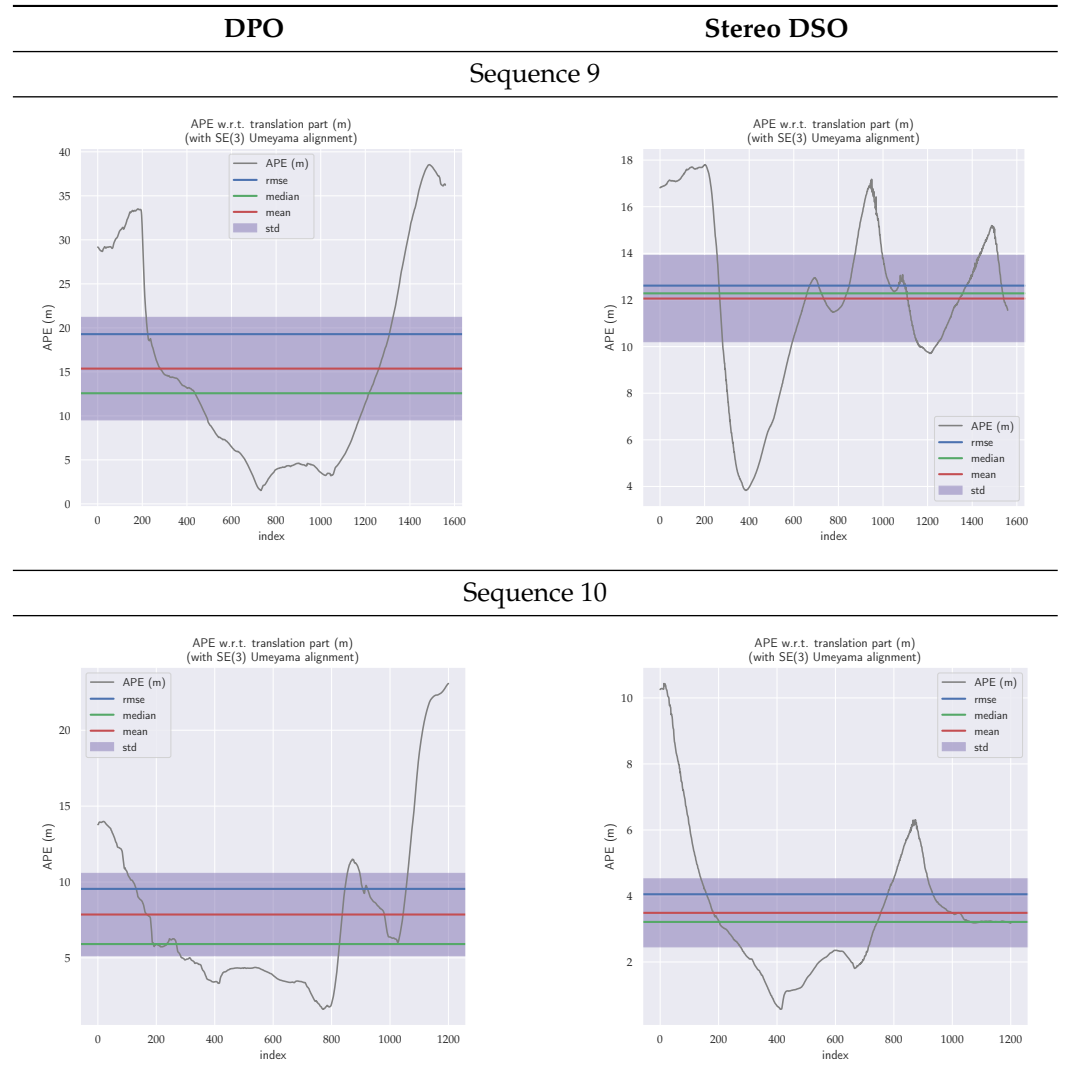 DPO Stereo DSO
Sequence 9
APE w.r.t. translation part (m)
(with SE(3) Umeyama alignment)
40
35
30
25
20
15
10
5
0
APE (m)
APE (m)
rmse
median
mean
std
0 200 400 600 800 1000 1200 1400 1600
index
APE w.r.t. translation part (m)
(with SE(3) Umeyama alignment)
18
16
14
12
10
8
6
4
APE (m)
APE (m)
rmse
median
mean
std
0 200 400 600 800 1000 1200 1400 1600
index
Sequence 10
APE w.r.t. translation part (m)
(with SE(3) Umeyama alignment)
20
15
10
5
APE (m)
APE (m)
rmse
median
mean
std
0 200 400 600 800 1000 1200
index
APE w.r.t. translation part (m)
(with SE(3) Umeyama alignment)
10
8
6
4
2
APE (m)
APE (m)
rmse
median
mean
std
0 200 400 600 800 1000 1200
index